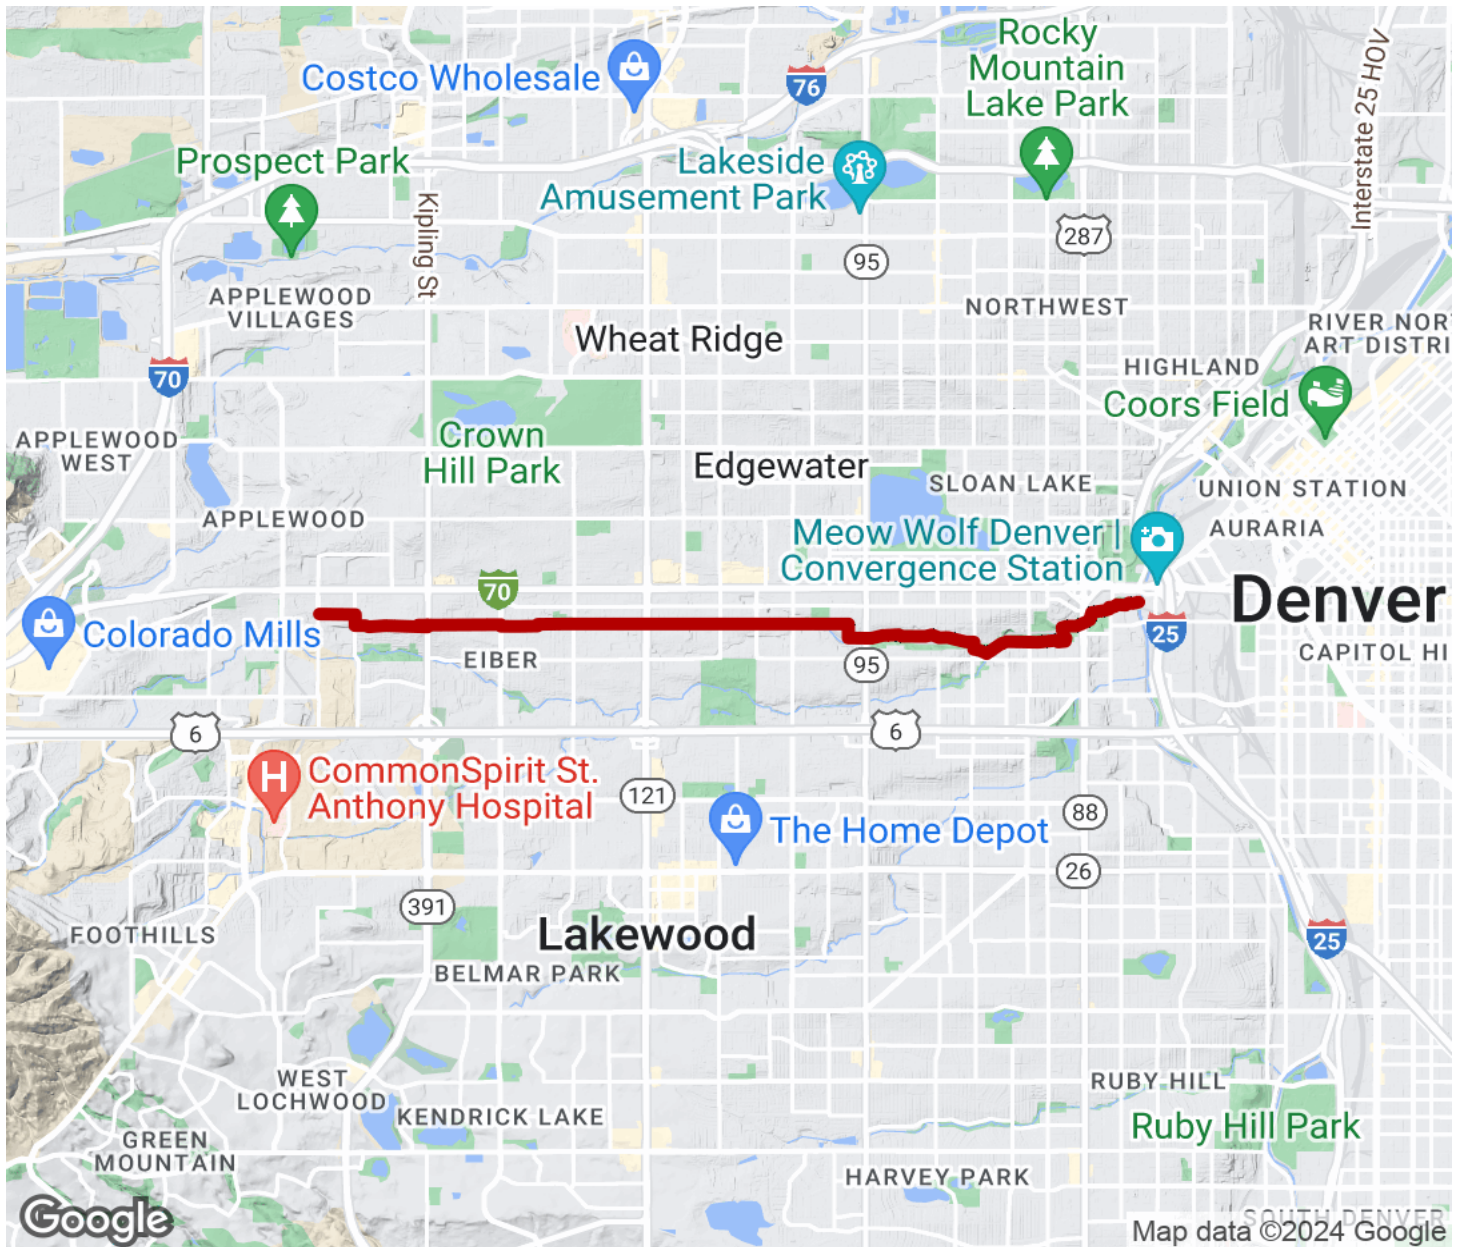 Rocky
Mountain
Lake Park
Costco Wholesale
76
Interstate 25 HOV
Prospect Park
Lakeside
Amusement Park
Kipling St
287
95
APPLEWOOD
VILLAGES
NORTHWEST
Wheat Ridge
RIVER NOR
ART DISTRI
70
HIGHLAND
Coors Field
APPLEWOOD
WEST
Crown
Hill Park
Edgewater
SLOAN LAKE
UNION STATION
APPLEWOOD
AURARIA
Meow Wolf Denver |
Convergence Station
70
Denver
Colorado Mills
25
EIBER
95
CAPITOL HI
6
6
H
CommonSpirit St.
Anthony Hospital
121
The Home Depot
88
26
391
FOOTHILLS
Lakewood
25
BELMAR PARK
WEST
LOCHWOOD
RUBY HILL
KENDRICK LAKE
Ruby Hill Park
GREEN
MOUNTAIN
HARVEY PARK
SOUTH DENVER
Google
Map data ©2024 Google